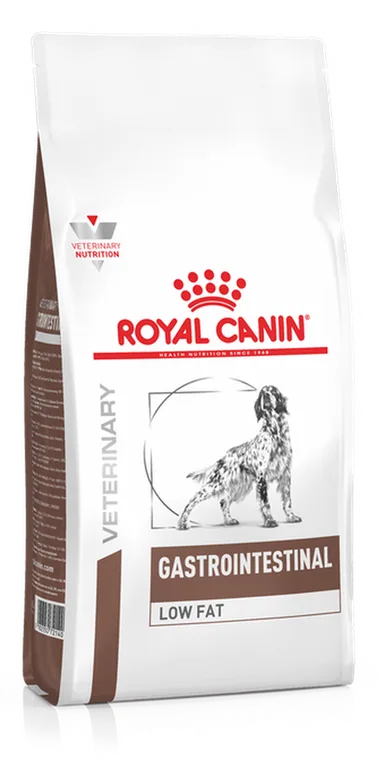 VETERINARY
NUTRITION
ROYAL CANIN®
HEALTH NUTRITION SINCE 1968
VETERINARY
GASTROINTESTINAL
LOW FAT